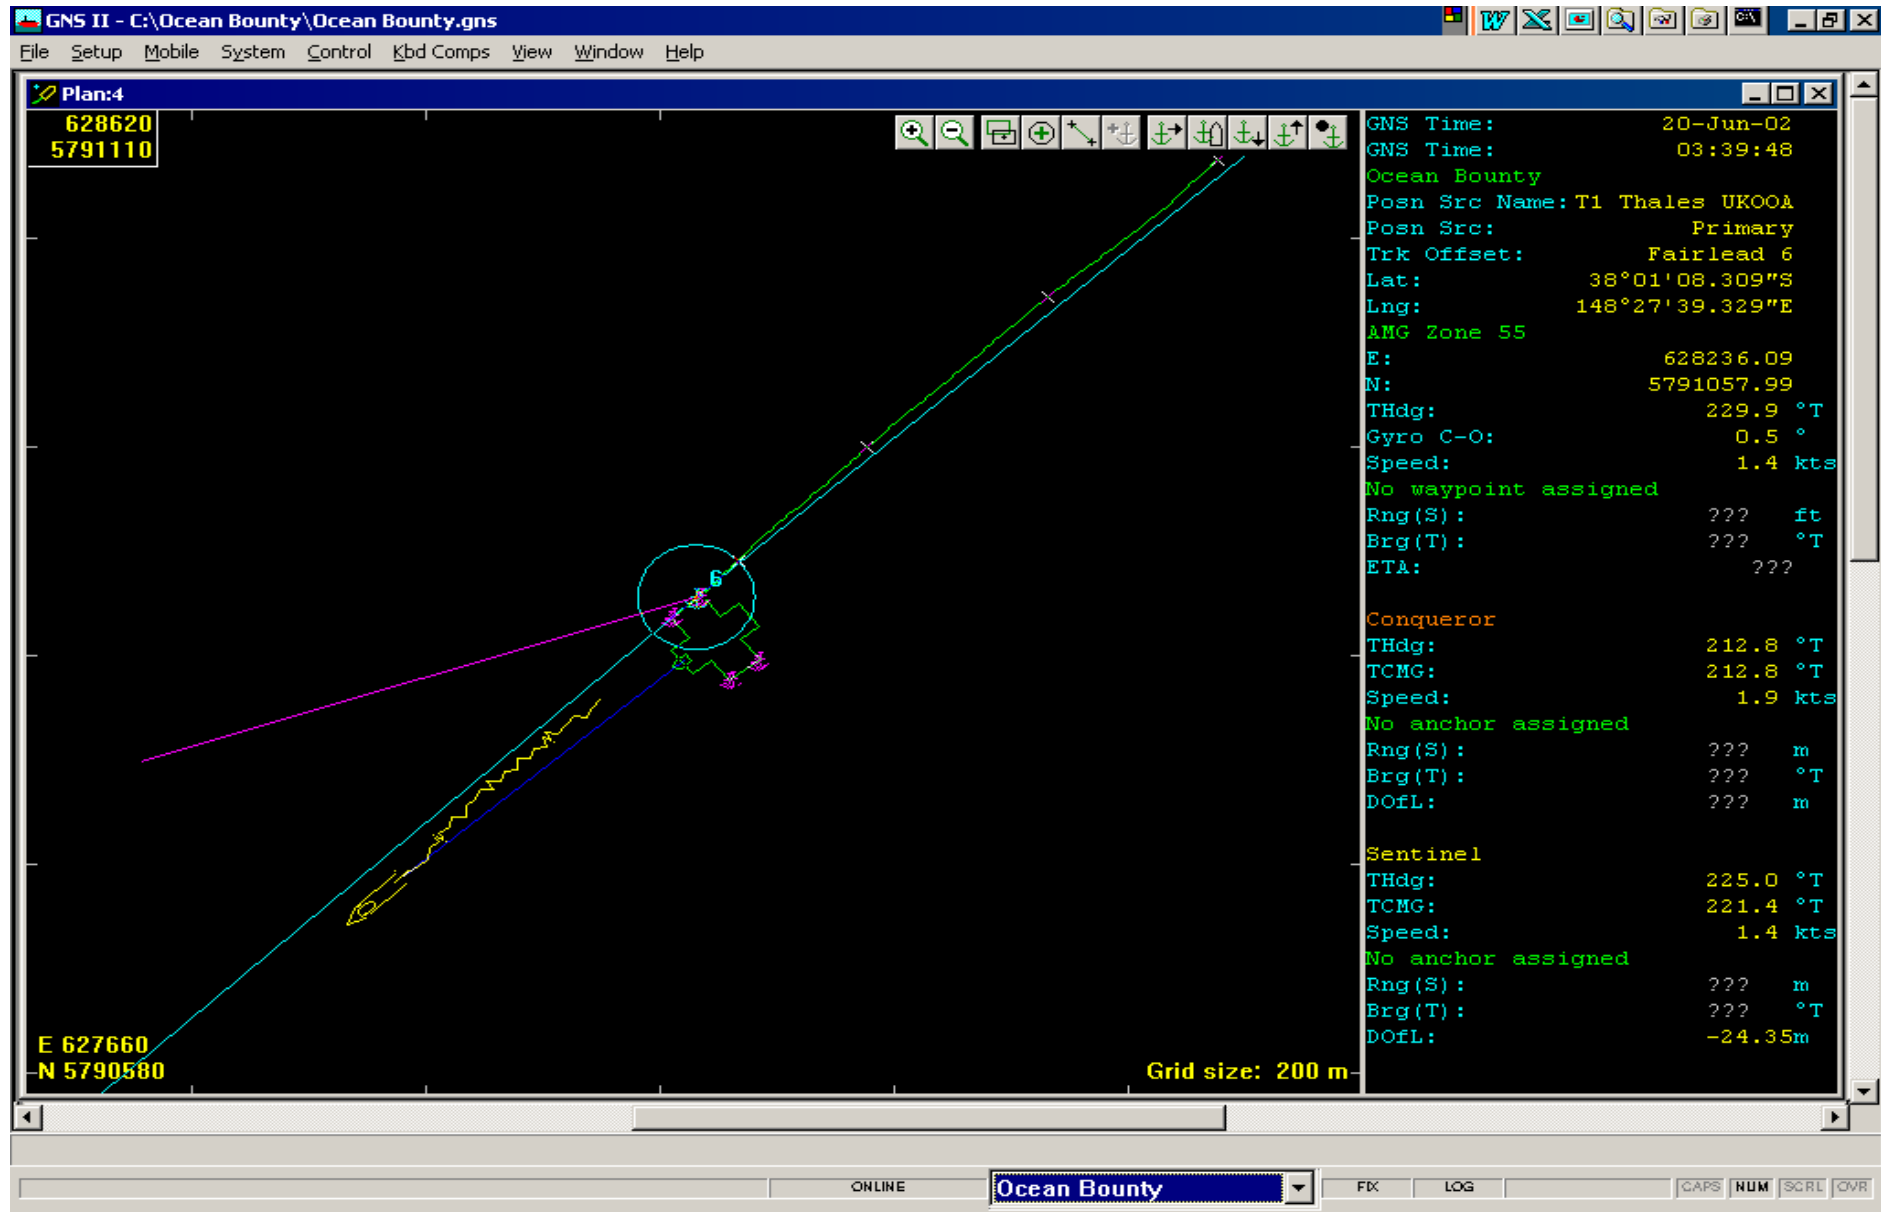 GNS II - C:\Ocean Bounty\Ocean Bounty.gns
File Setup Mobile System Control Kbd Comps View Window Help
Plan:4
628620
5791110
GNS Time: 20-Jun-02
GNS Time: 03:39:48
Ocean Bounty
Posn Src Name: T1 Thales UKOOA
Posn Src: Primary
Trk Offset: Fairlead 6
Lat: 38°01'08.309"S
Lng: 148°27'39.329"E
AMG Zone 55
E: 628236.09
N: 5791057.99
THdg: 229.9 °T
Gyro C-O: 0.5 °
Speed: 1.4 kts
No waypoint assigned
Rng(S): ??? ft
Brg(T): ??? °T
ETA: ???
Conqueror
THdg: 212.8 °T
TCMG: 212.8 °T
Speed: 1.9 kts
No anchor assigned
Rng(S): ??? m
Brg(T): ??? °T
DOfL: ??? m
Sentinel
THdg: 225.0 °T
TCMG: 221.4 °T
Speed: 1.4 kts
No anchor assigned
Rng(S): ??? m
Brg(T): ??? °T
DOfL: -24.35m
6
E 627660
N 5790580
Grid size: 200 m
ONLINE Ocean Bounty FIX LOG CAPS NUM SCRL OVR